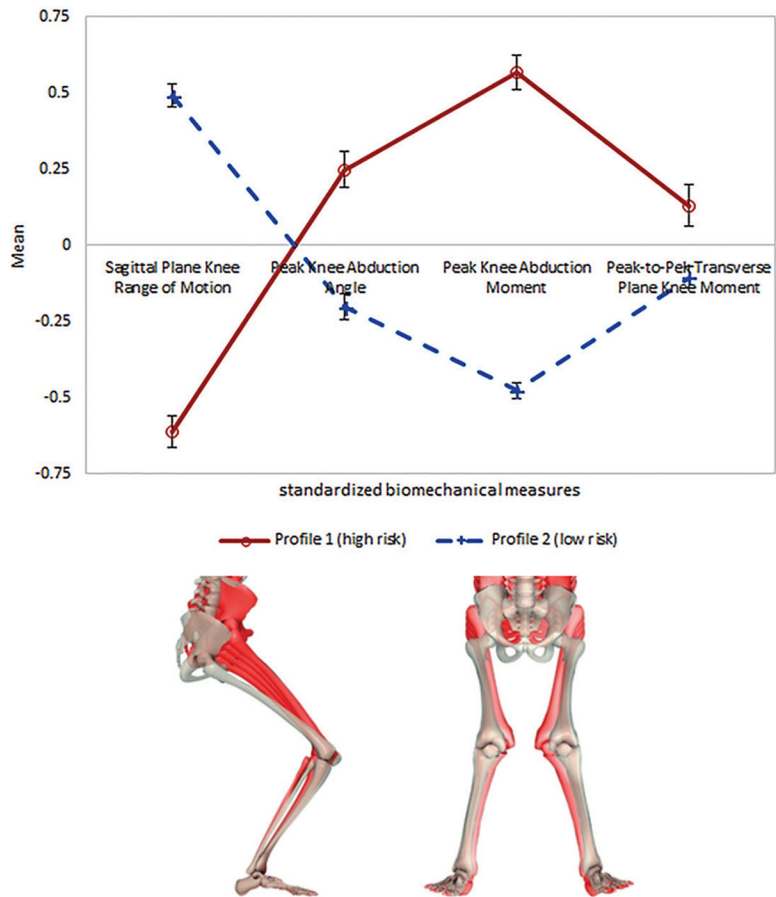 0.75
0.5
0.25
0
-0.25
-0.5
-0.75
Mean
Sagittal Plane Knee
Range of Motion
Peak Knee Abduction
Angle
Peak Knee Abduction
Moment
Peak-to-Pek Transverse
Plane Knee Moment
standardized biomechanical measures
Profile 1 (high risk)
Profile 2 (low risk)